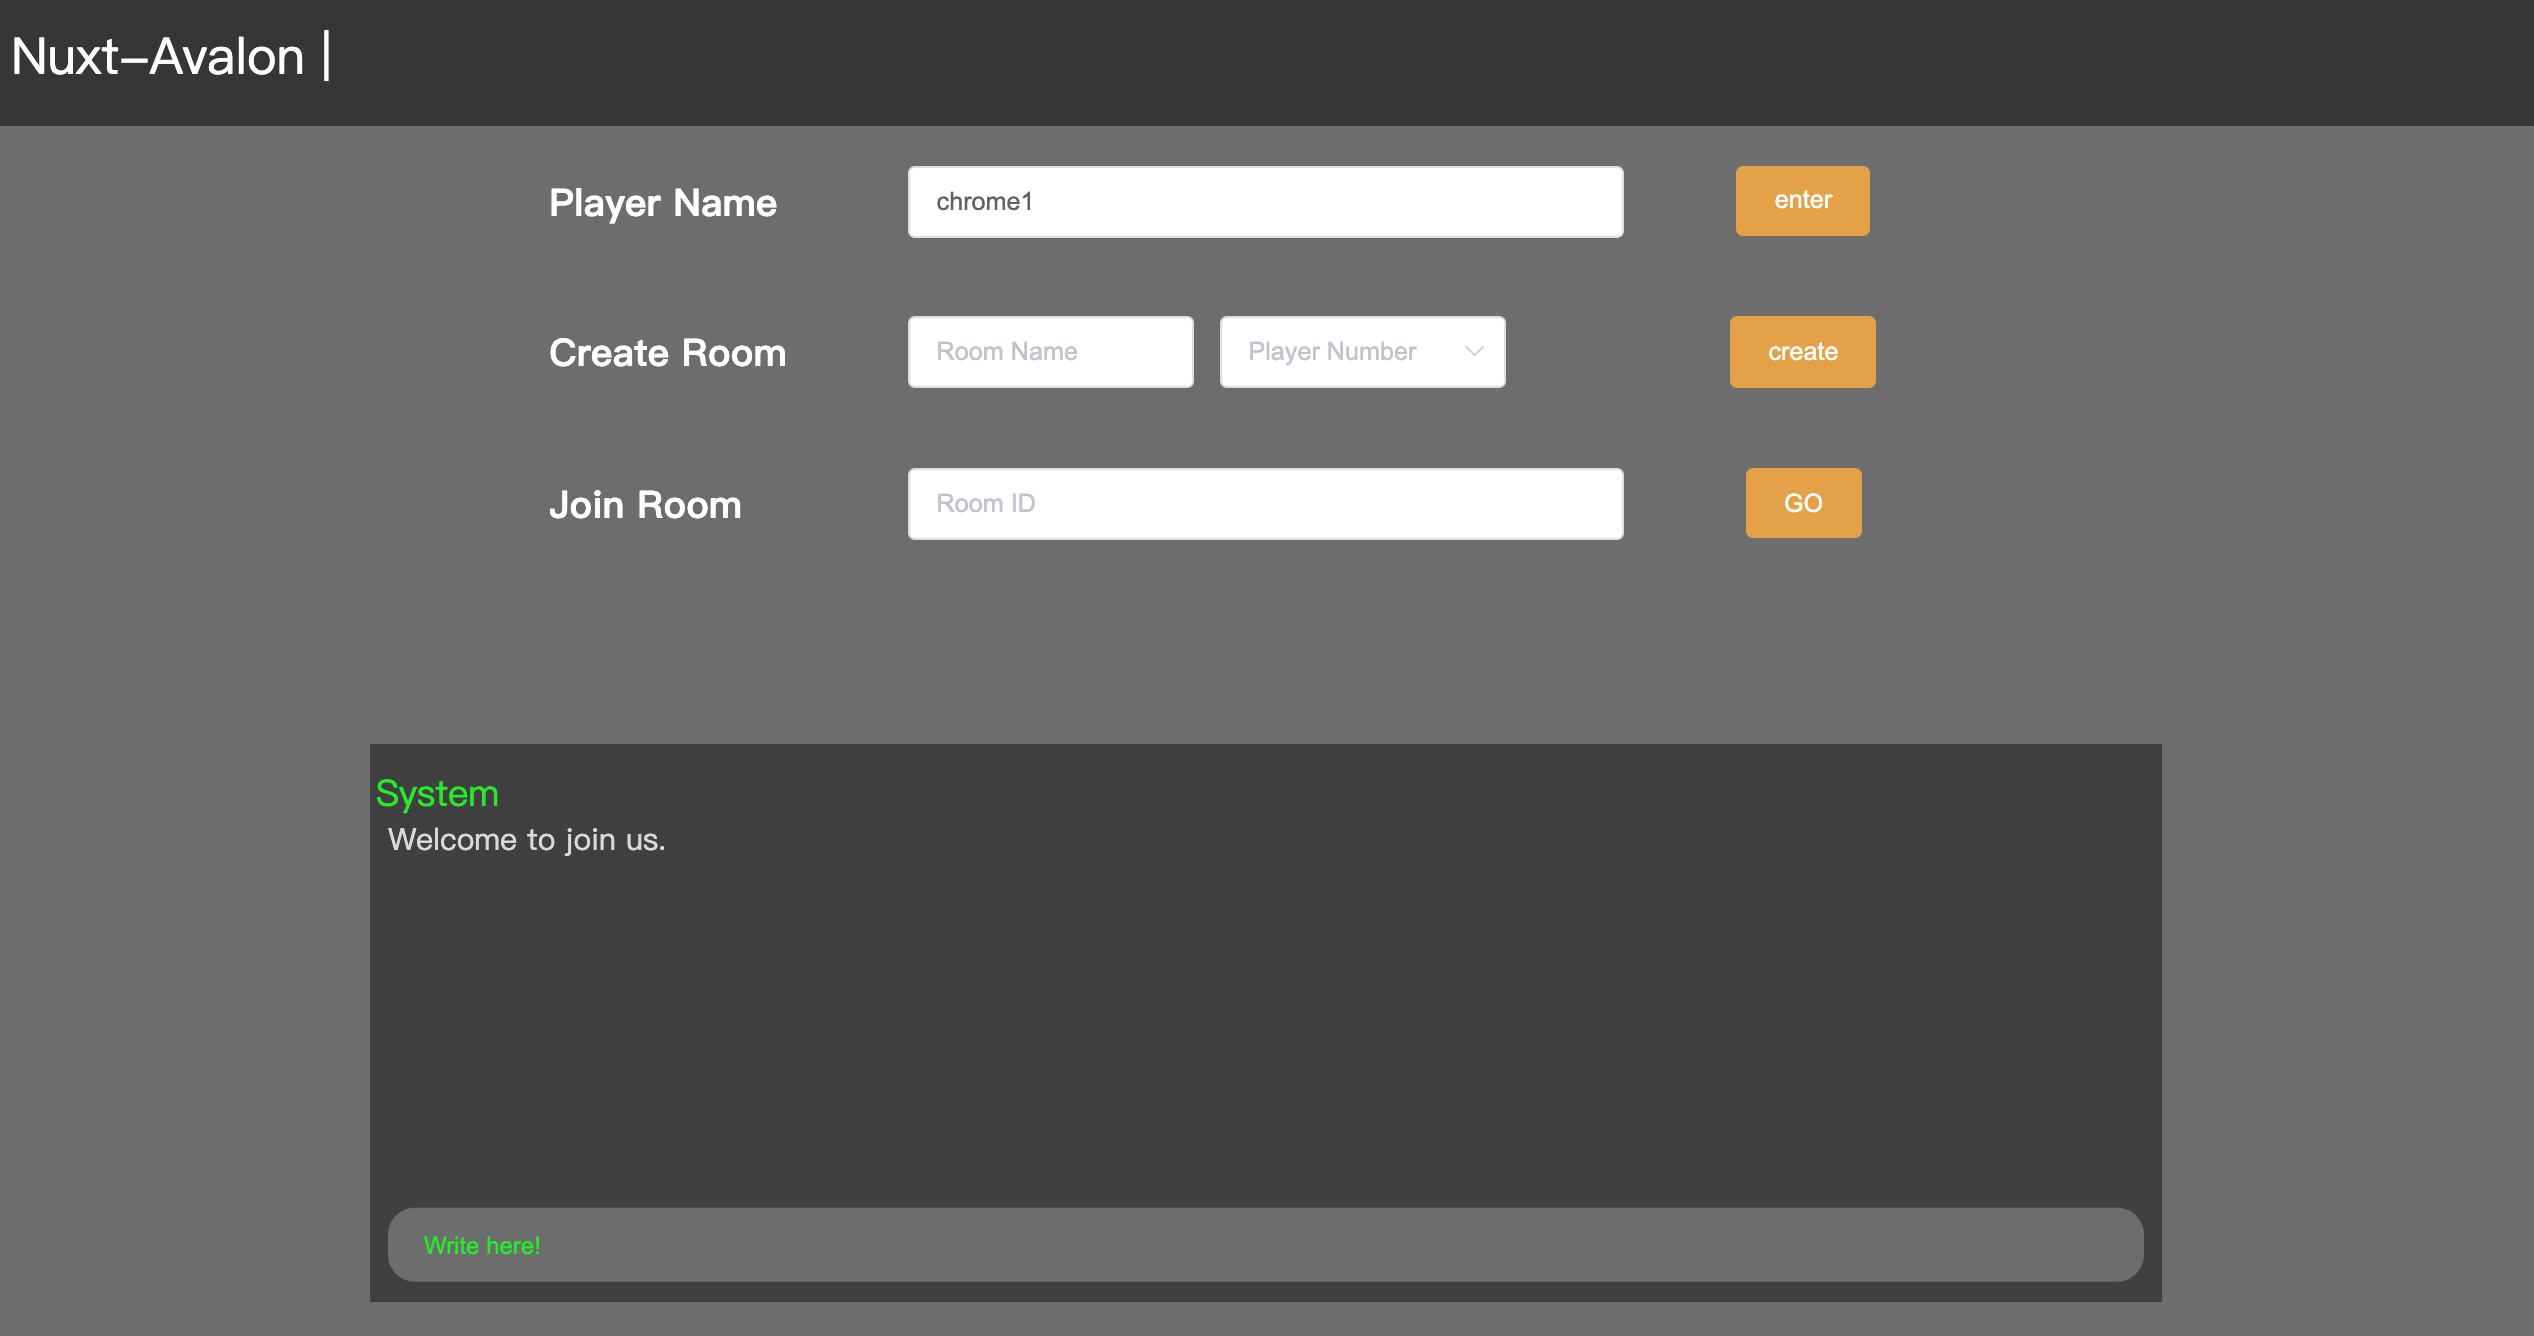 Nuxt-Avalon |
Player Name chrome1 enter
Create Room Room Name Player Number create
Join Room Room ID GO
System
Welcome to join us.
Write here!